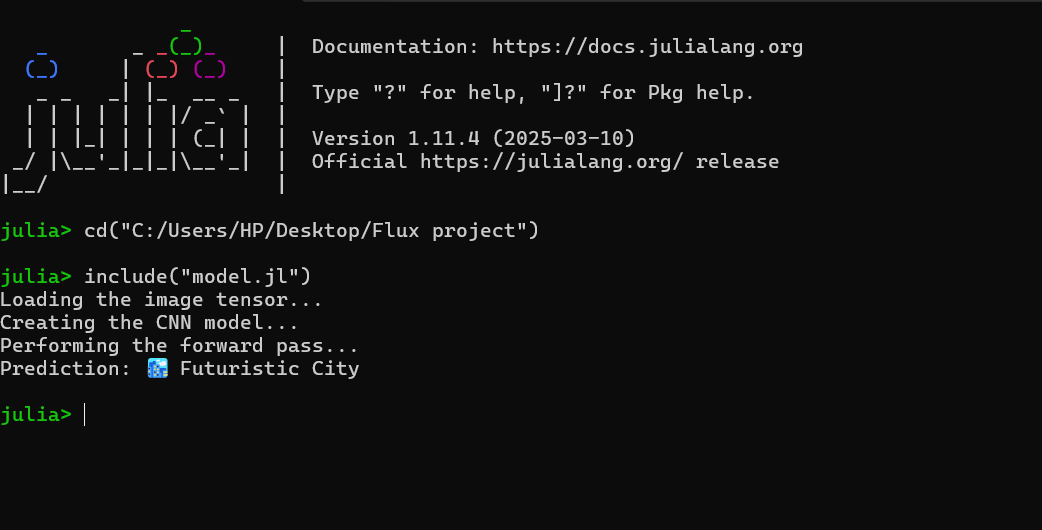 _
   _       _ _(_)_     |  Documentation: https://docs.julialang.org
  (_)     | (_) (_)    |
   _ _   _| |_  __ _   |  Type "?" for help, "]?" for Pkg help.
  | | | | | | |/ _` |  |
  | | |_| | | | (_| |  |  Version 1.11.4 (2025-03-10)
 _/ |\__'_|_|_|\__'_|  |  Official https://julialang.org/ release
|__/                   |
julia> cd("C:/Users/HP/Desktop/Flux project")
julia> include("model.jl")
Loading the image tensor...
Creating the CNN model...
Performing the forward pass...
Prediction: 🏙️ Futuristic City
julia>